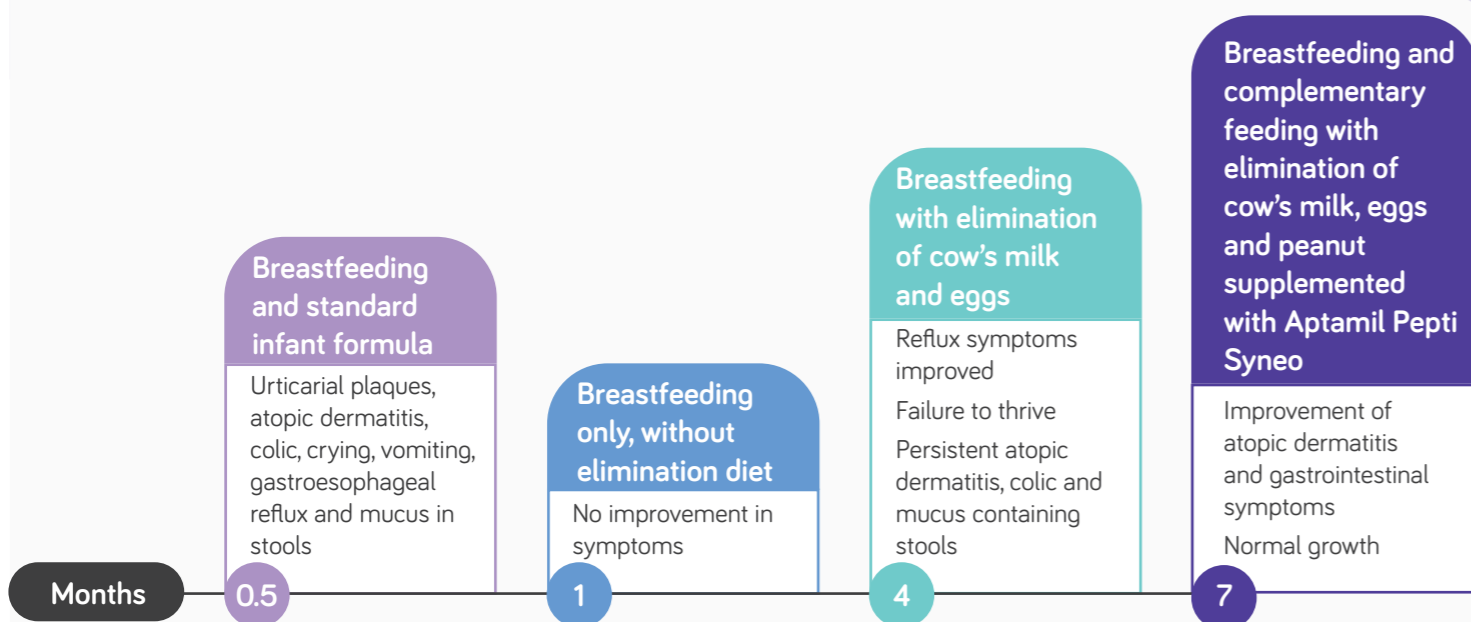 Breastfeeding
and standard
infant formula
Urticarial plaques,
atopic dermatitis,
colic, crying, vomiting,
gastroesophageal
reflux and mucus in
stools
Breastfeeding
only, without
elimination diet
No improvement in
symptoms
Breastfeeding
with elimination
of cow’s milk
and eggs
Reflux symptoms
improved
Failure to thrive
Persistent atopic
dermatitis, colic and
mucus containing
stools
Breastfeeding and
complementary
feeding with
elimination of
cow’s milk, eggs
and peanut
supplemented
with Aptamil Pepti
Syneo
Improvement of
atopic dermatitis
and gastrointestinal
symptoms
Normal growth
Months
0.5
1
4
7